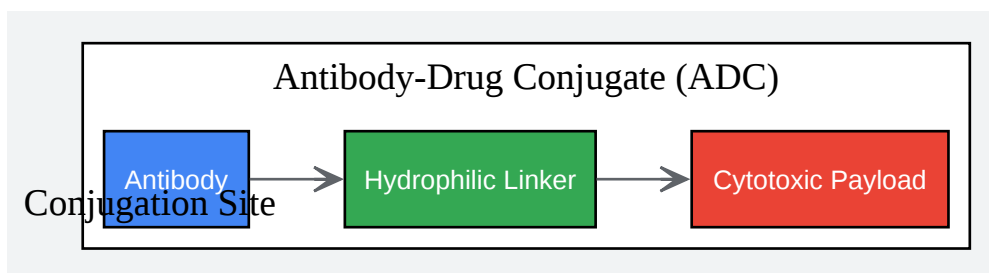 Antibody-Drug Conjugate (ADC)
Antibody
Hydrophilic Linker
Cytotoxic Payload
Conjugation Site